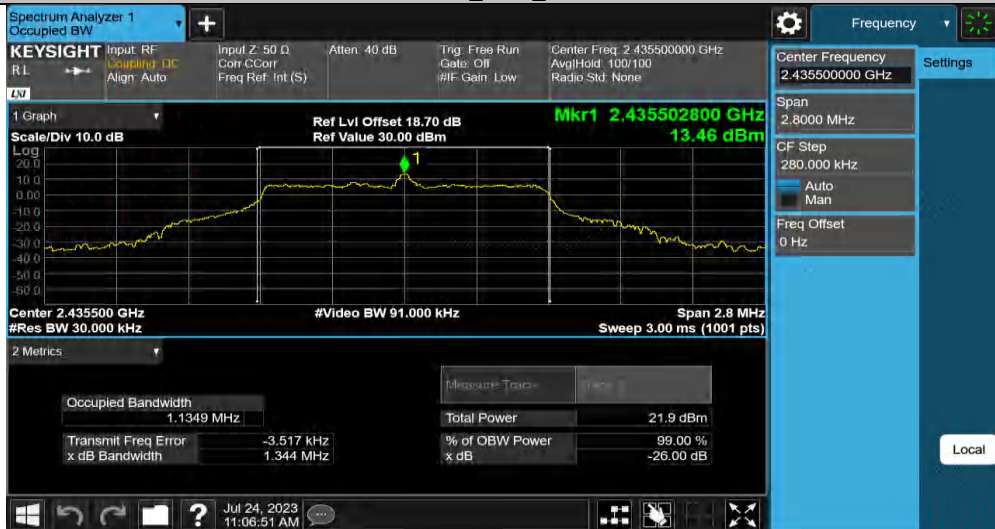 Spectrum Analyzer 1
Occupied BW
Frequency
KEYSIGHT
RL
LXI
Input: RF
Coupling: DC
Align: Auto
Input Z: 50 Ω
Corr CCorr
Freq Ref: Int (S)
Atten: 40 dB
Trig: Free Run
Gate: Off
#IF Gain: Low
Center Freq: 2.435500000 GHz
Avg|Hold: 100/100
Radio Std: None
Center Frequency
2.435500000 GHz
Settings
Span
2.8000 MHz
CF Step
280.000 kHz
Auto
Man
Freq Offset
0 Hz
1 Graph
Scale/Div 10.0 dB
Ref Lvl Offset 18.70 dB
Ref Value 30.00 dBm
Mkr1 2.435502800 GHz
13.46 dBm
Log
20.0
10.0
0.00
-10.0
-20.0
-30.0
-40.0
-50.0
-60.0
1
Center 2.435500 GHz
#Res BW 30.000 kHz
#Video BW 91.000 kHz
Span 2.8 MHz
Sweep 3.00 ms (1001 pts)
2 Metrics
Measure Trace
Occupied Bandwidth
1.1349 MHz
Total Power 21.9 dBm
Transmit Freq Error -3.517 kHz
% of OBW Power 99.00 %
x dB Bandwidth 1.344 MHz
x dB -26.00 dB
Local
Jul 24, 2023
11:06:51 AM